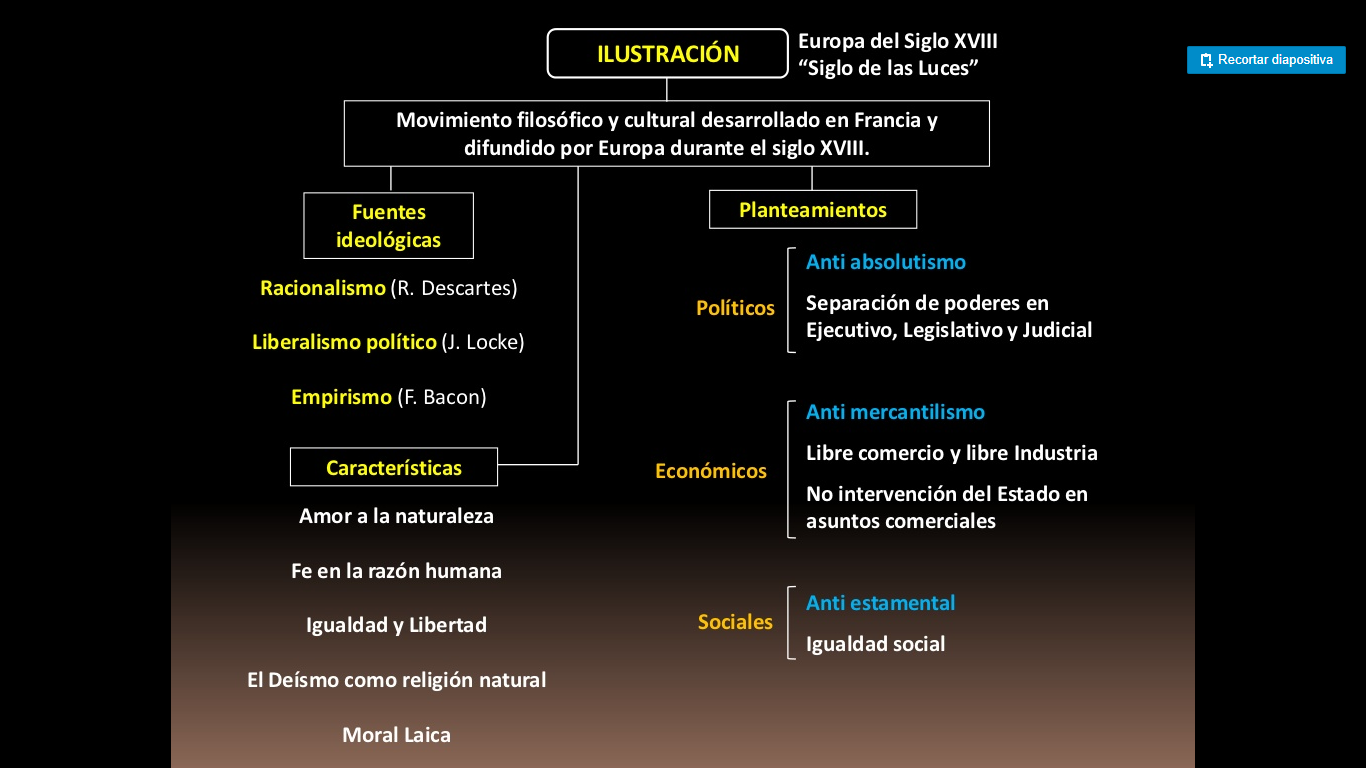 ILUSTRACIÓN
Europa del Siglo XVIII
“Siglo de las Luces”
Recortar diapositiva
Movimiento filosófico y cultural desarrollado en Francia y
difundido por Europa durante el siglo XVIII.
Fuentes
ideológicas
Racionalismo (R. Descartes)
Liberalismo político (J. Locke)
Empirismo (F. Bacon)
Características
Amor a la naturaleza
Fe en la razón humana
Igualdad y Libertad
El Deísmo como religión natural
Moral Laica
Planteamientos
Políticos
Anti absolutismo
Separación de poderes en
Ejecutivo, Legislativo y Judicial
Económicos
Anti mercantilismo
Libre comercio y libre Industria
No intervención del Estado en
asuntos comerciales
Sociales
Anti estamental
Igualdad social